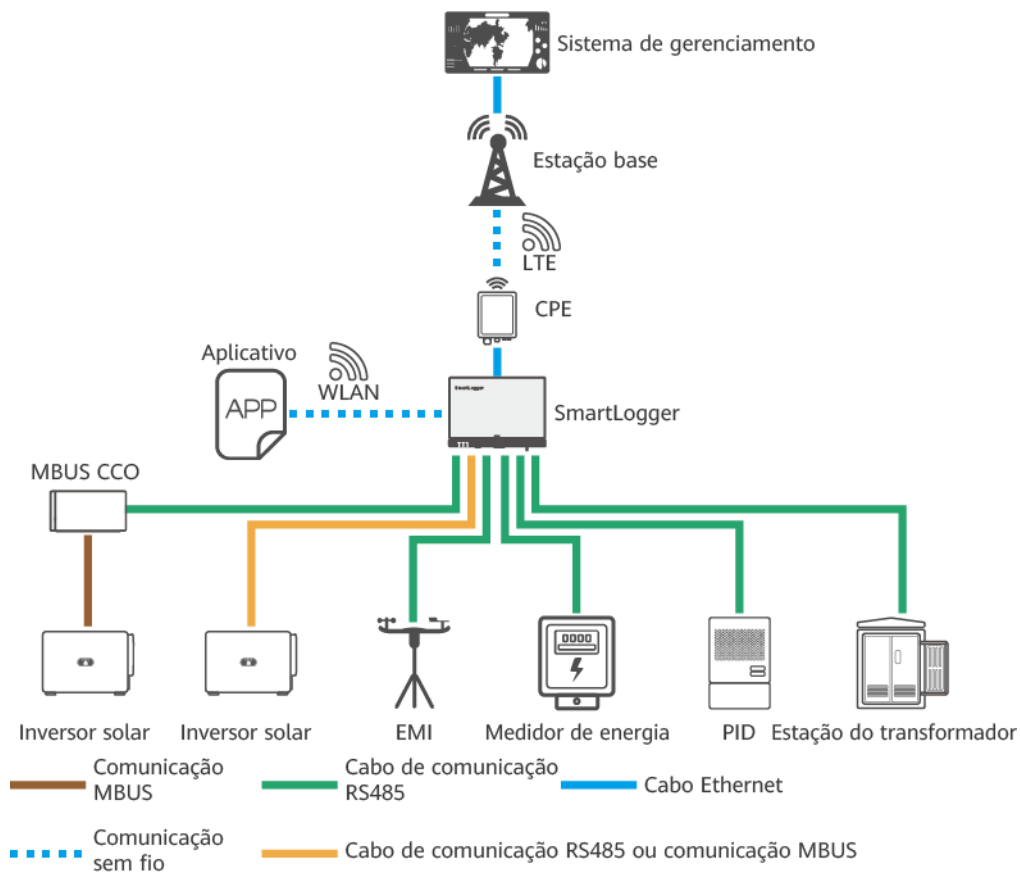 Sistema de gerenciamento
Estação base
LTE
CPE
Aplicativo
WLAN
APP
SmartLogger
SmartLogger
MBUS CCO
Inversor solar
Inversor solar
EMI
Medidor de energia
PID
Estação do transformador
Comunicação
MBUS
Cabo de comunicação
RS485
Cabo Ethernet
Comunicação
sem fio
Cabo de comunicação RS485 ou comunicação MBUS